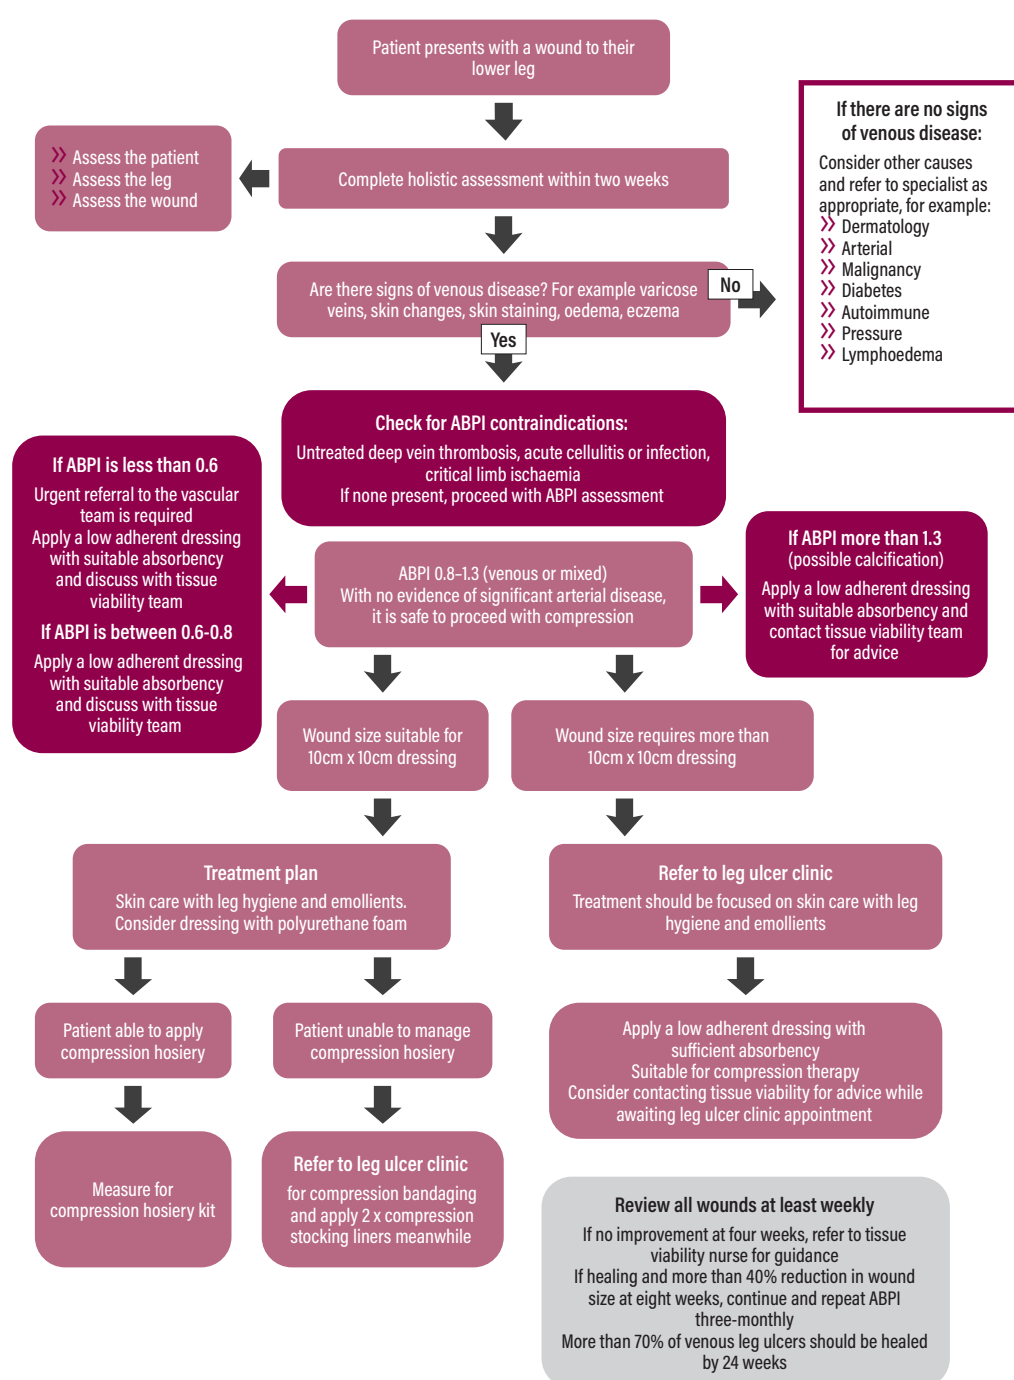 Patient presents with a wound to their
lower leg
If there are no signs
of venous disease:
Consider other causes
and refer to specialist as
appropriate, for example:
Dermatology
Arterial
Malignancy
Diabetes
Autoimmune
Pressure
Lymphoedema
Assess the patient
Assess the leg
Assess the wound
Complete holistic assessment within two weeks
Are there signs of venous disease? For example varicose
veins, skin changes, skin staining, oedema, eczema
No
Yes
Check for ABPI contraindications:
Untreated deep vein thrombosis, acute cellulitis or infection,
critical limb ischaemia
If none present, proceed with ABPI assessment
If ABPI is less than 0.6
Urgent referral to the vascular
team is required
Apply a low adherent dressing
with suitable absorbency
and discuss with tissue
viability team
If ABPI is between 0.6-0.8
Apply a low adherent dressing
with suitable absorbency
and discuss with tissue
viability team
ABPI 0.8–1.3 (venous or mixed)
With no evidence of significant arterial disease,
it is safe to proceed with compression
If ABPI more than 1.3
(possible calcification)
Apply a low adherent dressing
with suitable absorbency and
contact tissue viability team
for advice
Wound size suitable for
10cm x 10cm dressing
Wound size requires more than
10cm x 10cm dressing
Treatment plan
Skin care with leg hygiene and emollients.
Consider dressing with polyurethane foam
Refer to leg ulcer clinic
Treatment should be focused on skin care with leg
hygiene and emollients
Patient able to apply
compression hosiery
Patient unable to manage
compression hosiery
Apply a low adherent dressing with
sufficient absorbency
Suitable for compression therapy
Consider contacting tissue viability for advice while
awaiting leg ulcer clinic appointment
Measure for
compression hosiery kit
Refer to leg ulcer clinic
for compression bandaging
and apply 2 x compression
stocking liners meanwhile
Review all wounds at least weekly
If no improvement at four weeks, refer to tissue
viability nurse for guidance
If healing and more than 40% reduction in wound
size at eight weeks, continue and repeat ABPI
three-monthly
More than 70% of venous leg ulcers should be healed
by 24 weeks